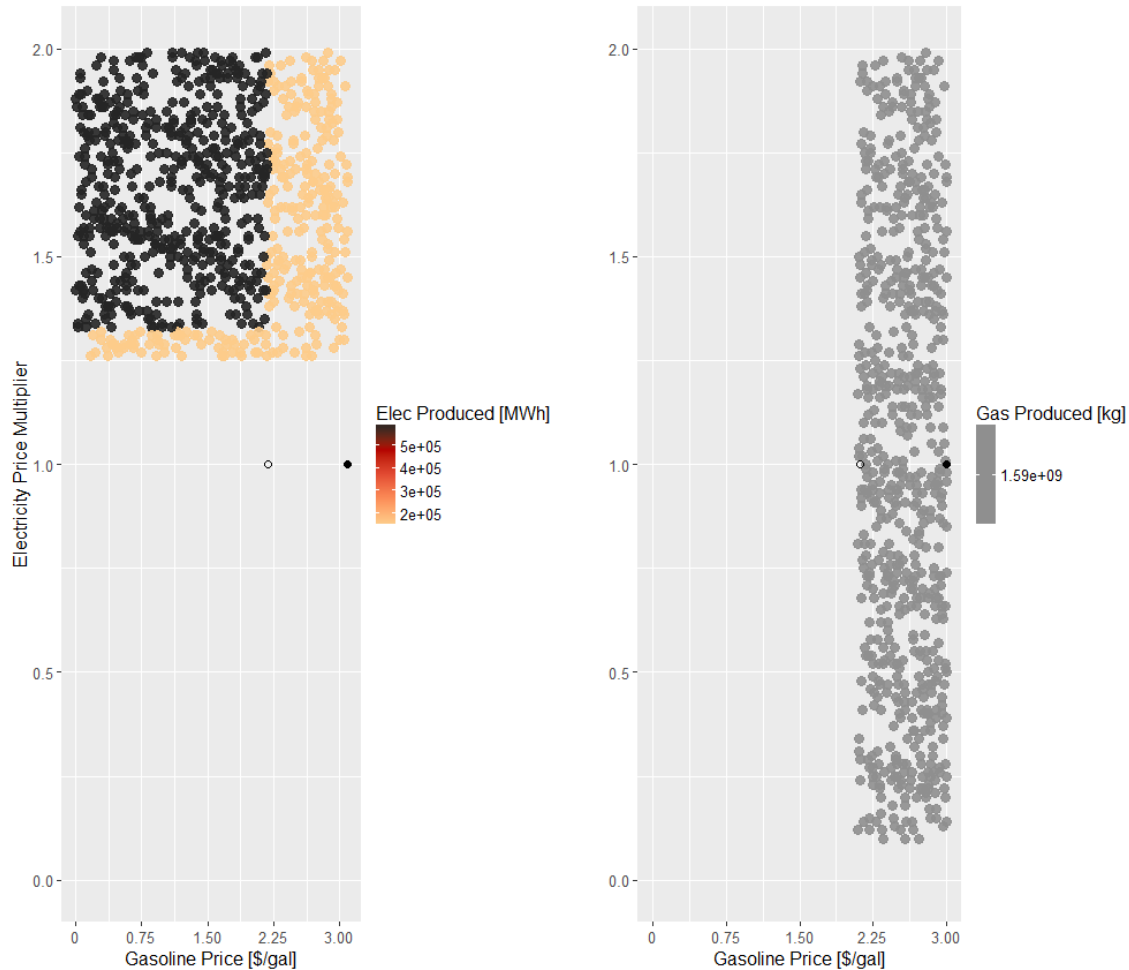 Electricity Price Multiplier
2.0
1.5
1.0
0.5
0.0
0 0.75 1.50 2.25 3.00
Gasoline Price [$/gal]
Elec Produced [MWh]
5e+05
4e+05
3e+05
2e+05
2.0
1.5
1.0
0.5
0.0
0 0.75 1.50 2.25 3.00
Gasoline Price [$/gal]
Gas Produced [kg]
1.59e+09